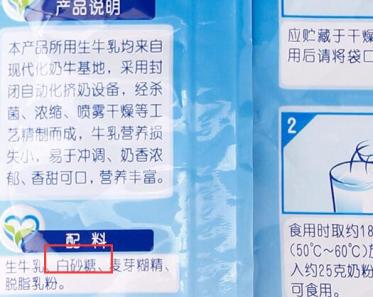 产品说明
本产品所用生牛乳均来自
现代化奶牛基地，采用封
闭自动化挤奶设备，经杀
菌、浓缩、喷雾干燥等工
艺精制而成，牛乳营养损
失小，易于冲调、奶香浓
郁、香甜可口，营养丰富。
配料
生牛乳、白砂糖、麦芽糊精、
脱脂乳粉。
应贮藏于干燥
用后请将袋口
2
食用时取约18
（50℃~60℃）放
入约25克奶粉
可食用。